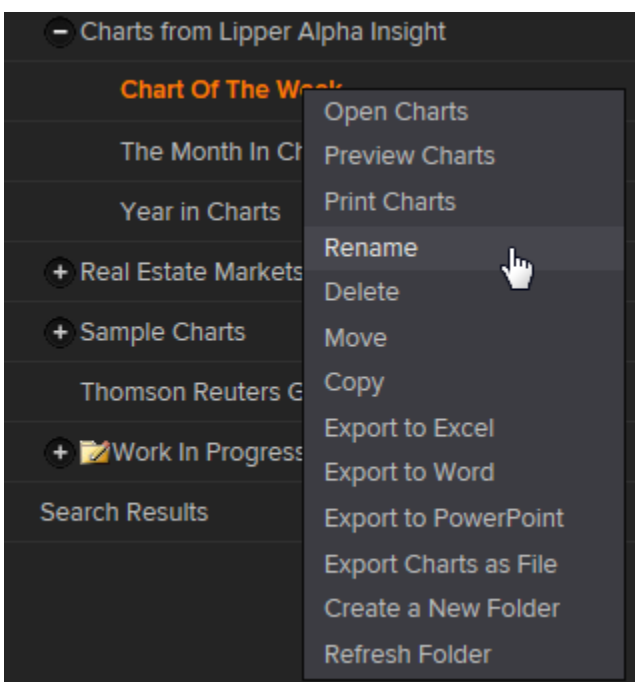 Charts from Lipper Alpha Insight
Chart Of The Week
The Month In Ch
Year in Charts
Real Estate Markets
Sample Charts
Thomson Reuters G
Work In Progress
Search Results
Open Charts
Preview Charts
Print Charts
Rename
Delete
Move
Copy
Export to Excel
Export to Word
Export to PowerPoint
Export Charts as File
Create a New Folder
Refresh Folder